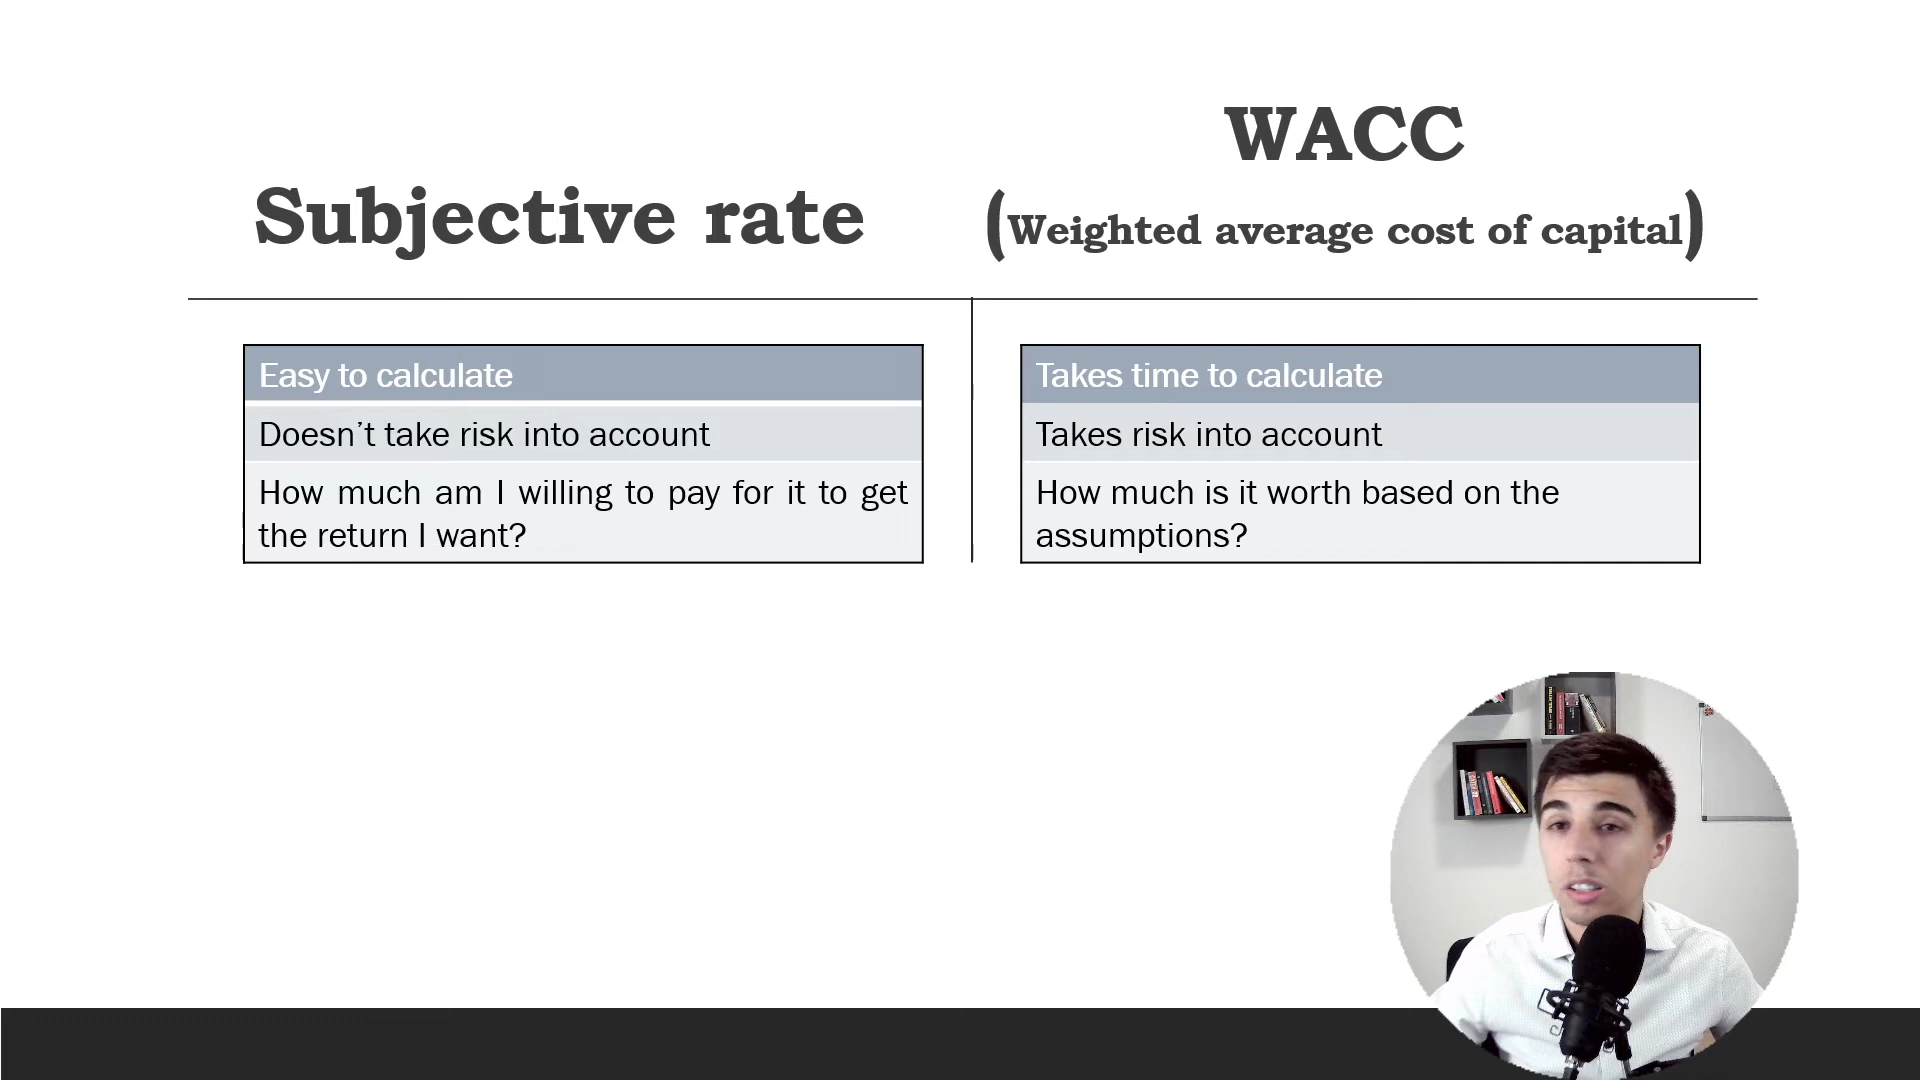 Subjective rate
WACC
(Weighted average cost of capital)
Easy to calculate
Doesn’t take risk into account
How much am I willing to pay for it to get
the return I want?
Takes time to calculate
Takes risk into account
How much is it worth based on the
assumptions?